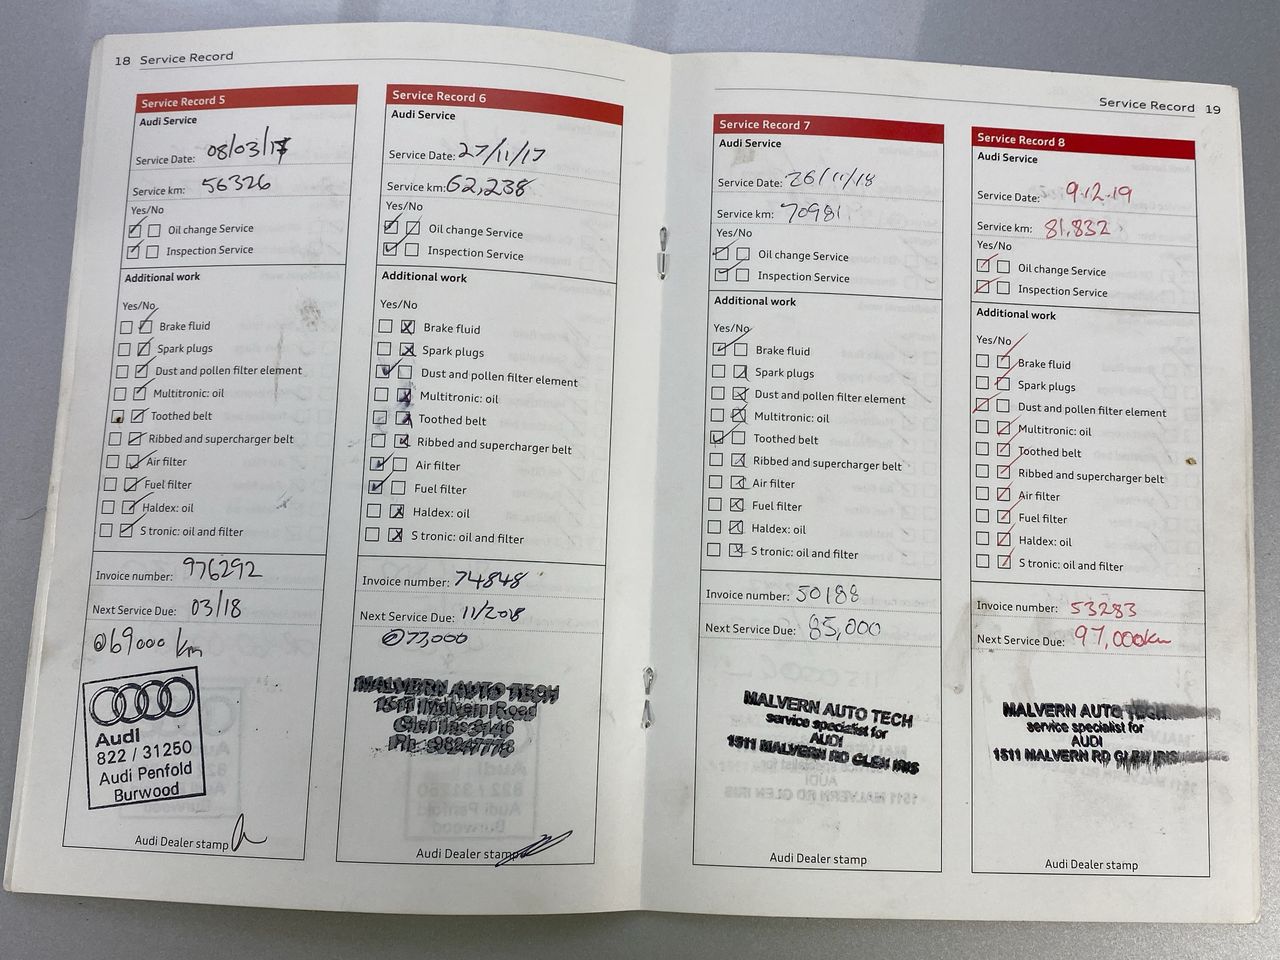 18 Service Record
Service Record 5
Audi Service
Service Date: 08/03/17
Service km: 56326
Yes/No
Oil change Service
Inspection Service
Additional work
Yes/No
Brake fluid
Spark plugs
Dust and pollen filter element
Multitronic: oil
Toothed belt
Ribbed and supercharger belt
Air filter
Fuel filter
Haldex: oil
S tronic: oil and filter
Invoice number: 976292
Next Service Due: 03/18
@69000 km
Audi
822 / 31250
Audi Penfold
Burwood
Audi Dealer stamp
Service Record 6
Audi Service
Service Date: 27/11/17
Service km: 62,238
Yes/No
Oil change Service
Inspection Service
Additional work
Yes/No
Brake fluid
Spark plugs
Dust and pollen filter element
Multitronic: oil
Toothed belt
Ribbed and supercharger belt
Air filter
Fuel filter
Haldex: oil
S tronic: oil and filter
Invoice number: 74848
Next Service Due: 11/2018
@73,000
MALVERN AUTO TECH
1511 Malvern Road
Glen Iris 3146
Ph:
Audi Dealer stamp
Service Record 19
Service Record 7
Audi Service
Service Date: 26/11/18
Service km: 70981
Yes/No
Oil change Service
Inspection Service
Additional work
Yes/No
Brake fluid
Spark plugs
Dust and pollen filter element
Multitronic: oil
Toothed belt
Ribbed and supercharger belt
Air filter
Fuel filter
Haldex: oil
S tronic: oil and filter
Invoice number: 50188
Next Service Due: 85,000
MALVERN AUTO TECH
service specialist for
AUDI
1511 MALVERN RD GLEN IRIS
Audi Dealer stamp
Service Record 8
Audi Service
Service Date: 9.12.19
Service km: 81,832
Yes/No
Oil change Service
Inspection Service
Additional work
Yes/No
Brake fluid
Spark plugs
Dust and pollen filter element
Multitronic: oil
Toothed belt
Ribbed and supercharger belt
Air filter
Fuel filter
Haldex: oil
S tronic: oil and filter
Invoice number: 53283
Next Service Due: 97,000km
MALVERN AUTO TECH
service specialist for
AUDI
1511 MALVERN RD GLEN IRIS
Audi Dealer stamp